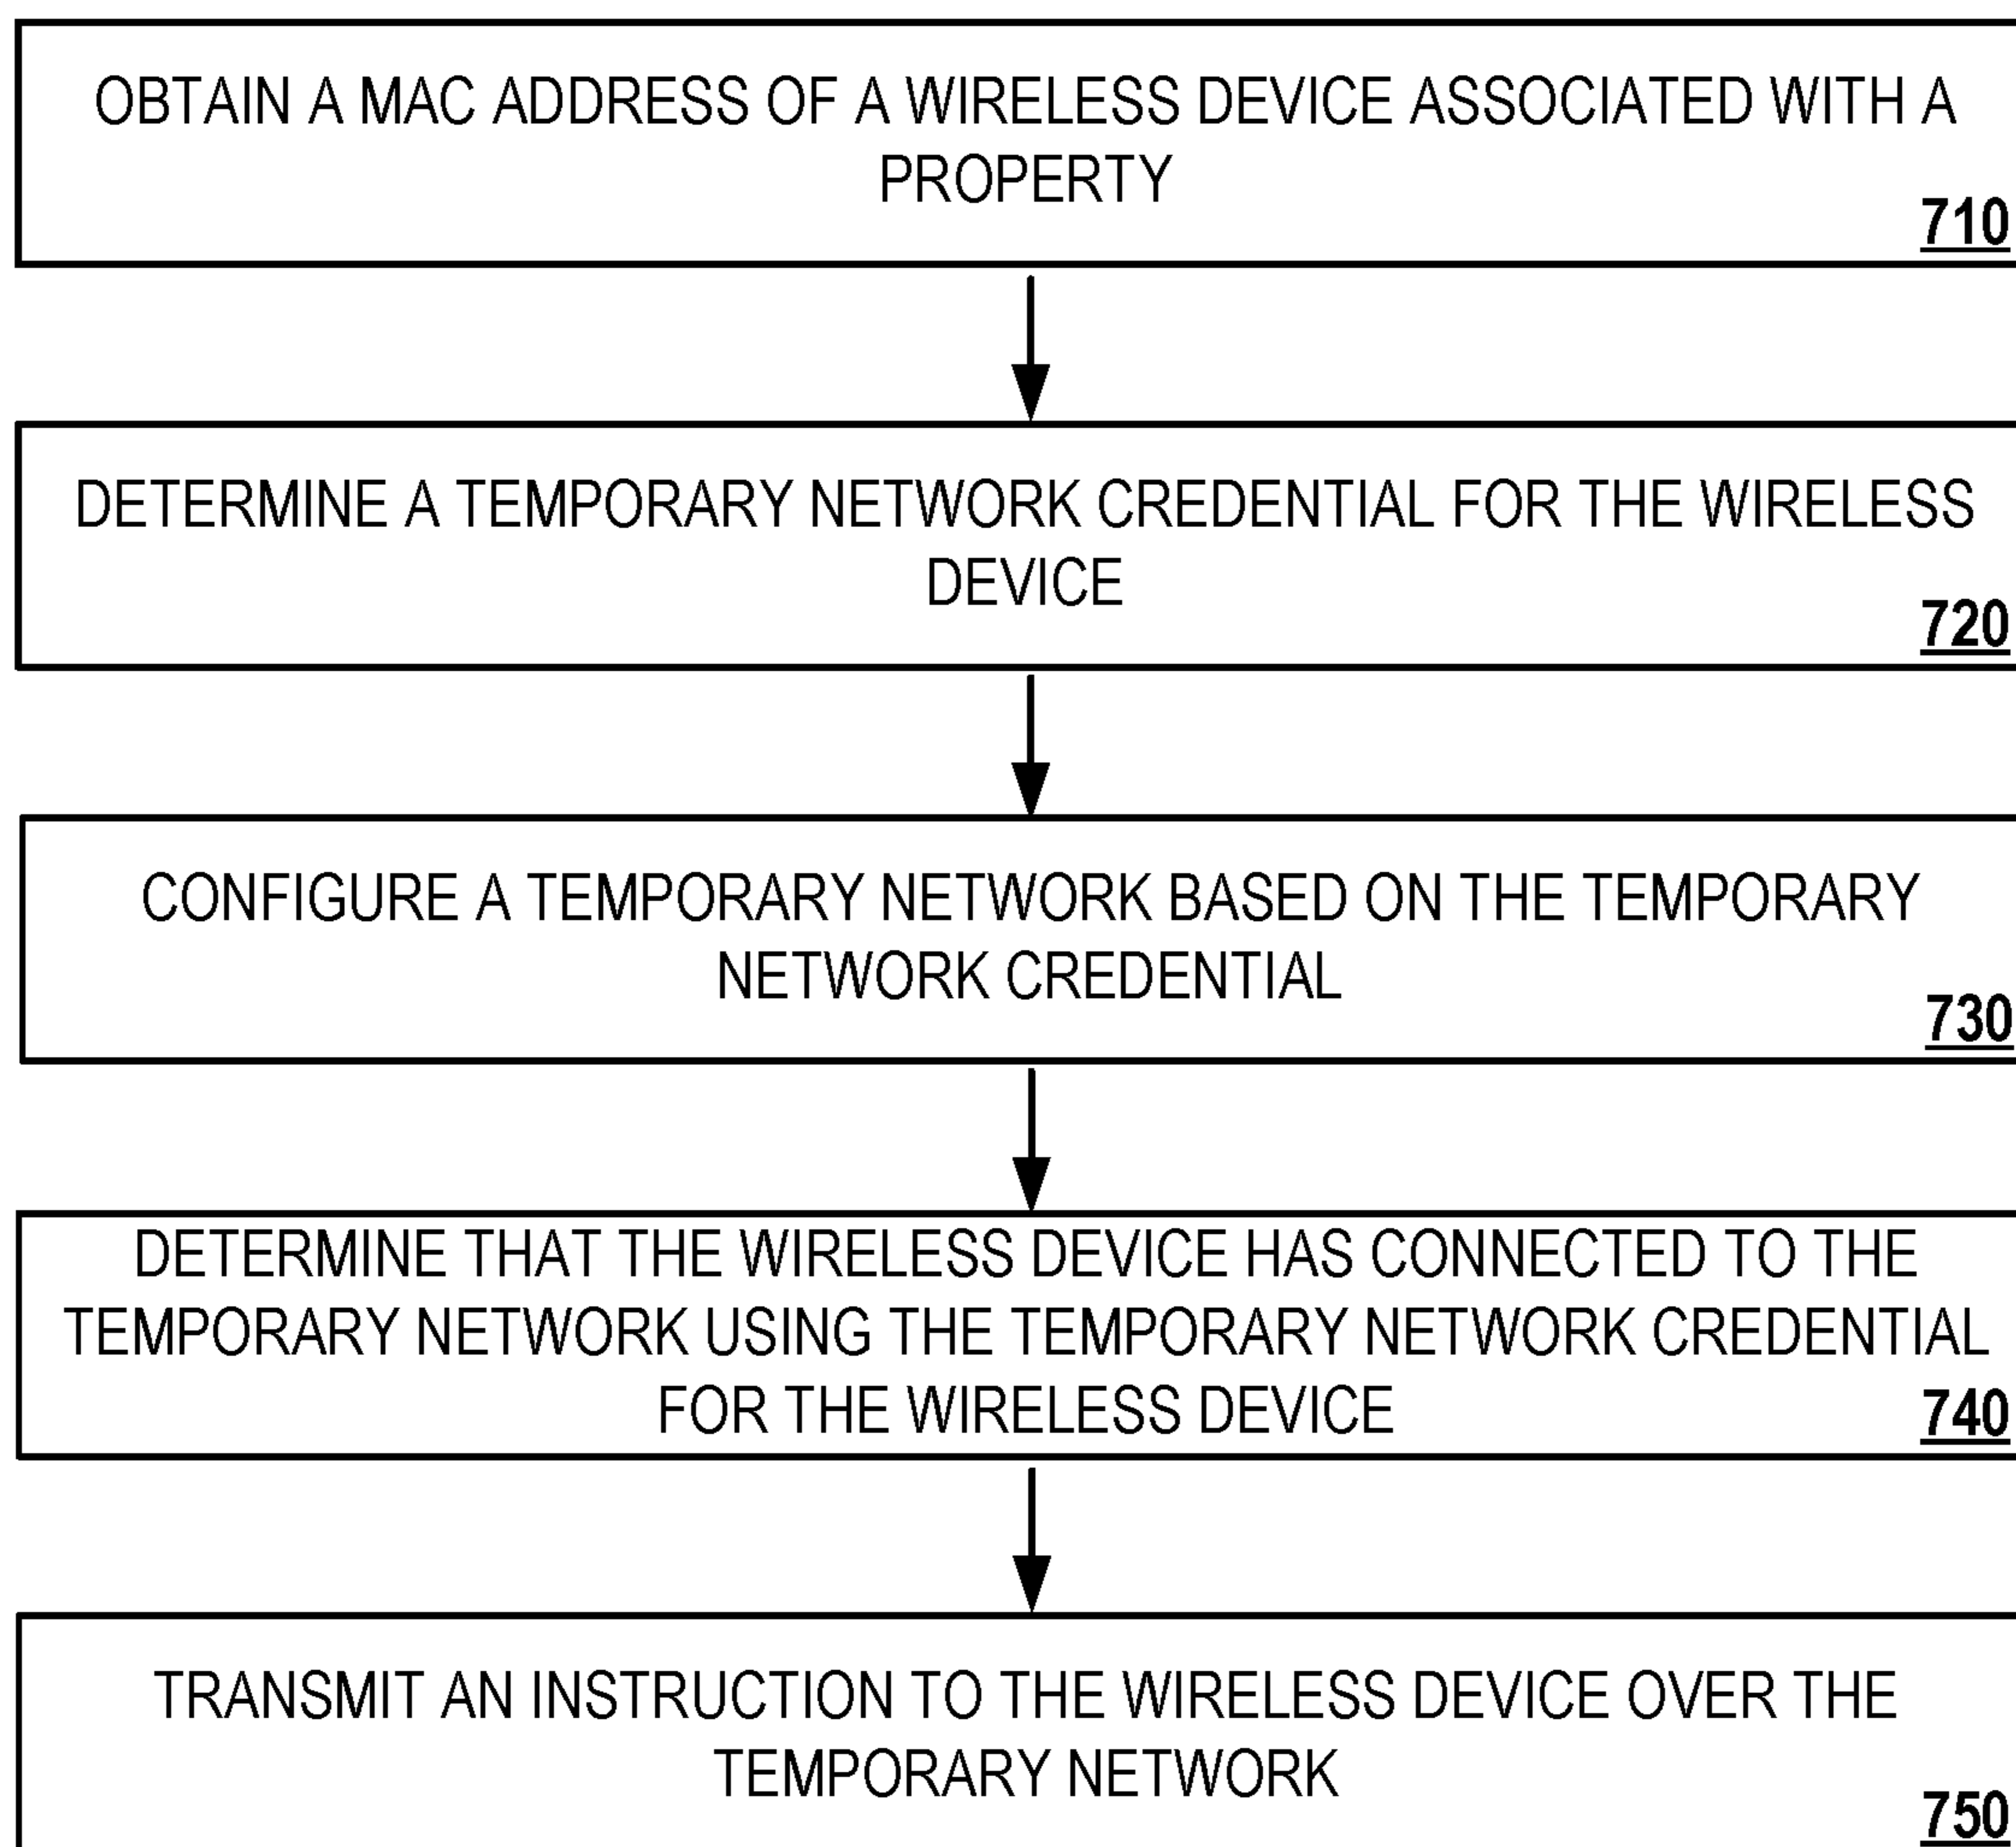 OBTAIN A MAC ADDRESS OF A WIRELESS DEVICE ASSOCIATED WITH A
PROPERTY
710
DETERMINE A TEMPORARY NETWORK CREDENTIAL FOR THE WIRELESS
DEVICE
720
CONFIGURE A TEMPORARY NETWORK BASED ON THE TEMPORARY
NETWORK CREDENTIAL
730
DETERMINE THAT THE WIRELESS DEVICE HAS CONNECTED TO THE
TEMPORARY NETWORK USING THE TEMPORARY NETWORK CREDENTIAL
FOR THE WIRELESS DEVICE
740
TRANSMIT AN INSTRUCTION TO THE WIRELESS DEVICE OVER THE
TEMPORARY NETWORK
750